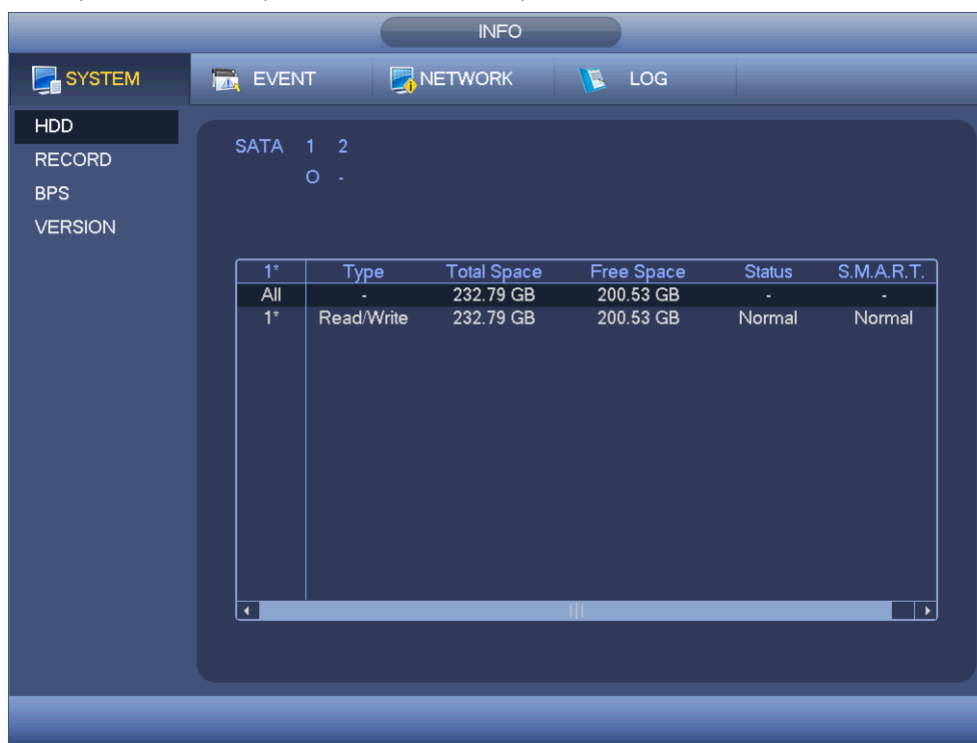 INFO
SYSTEM EVENT NETWORK LOG
HDD
RECORD
BPS
VERSION
SATA 1 2
O -
1* Type Total Space Free Space Status S.M.A.R.T.
All - 232.79 GB 200.53 GB - -
1* Read/Write 232.79 GB 200.53 GB Normal Normal